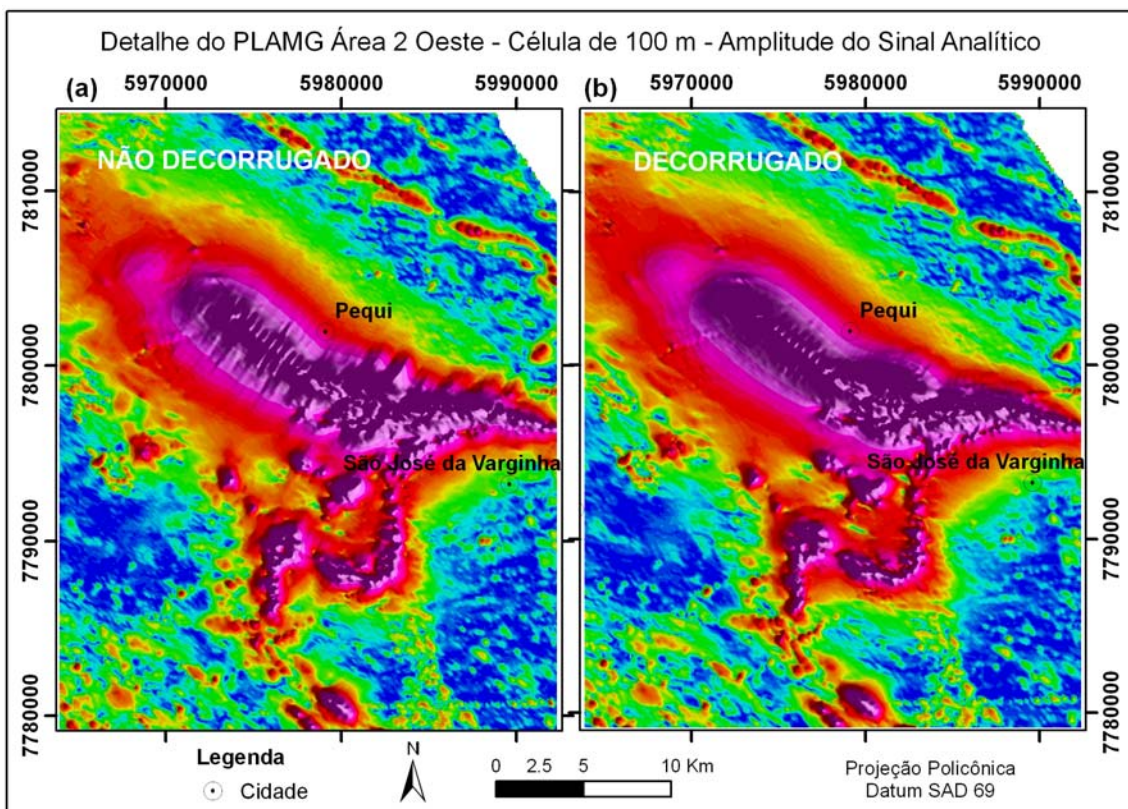 Detalhe do PLAMG Área 2 Oeste - Célula de 100 m - Amplitude do Sinal Analítico
(a)
5970000 5980000 5990000
(b)
5970000 5980000 5990000
NÃO DECORRUGADO
DECORRUGADO
7810000
7810000
Pequi
Pequi
7800000
7800000
São José da Varginha
São José da Varginha
7790000
7790000
7780000
7780000
Legenda
Cidade
N
0 2.5 5 10 Km
Projeção Policônica
Datum SAD 69